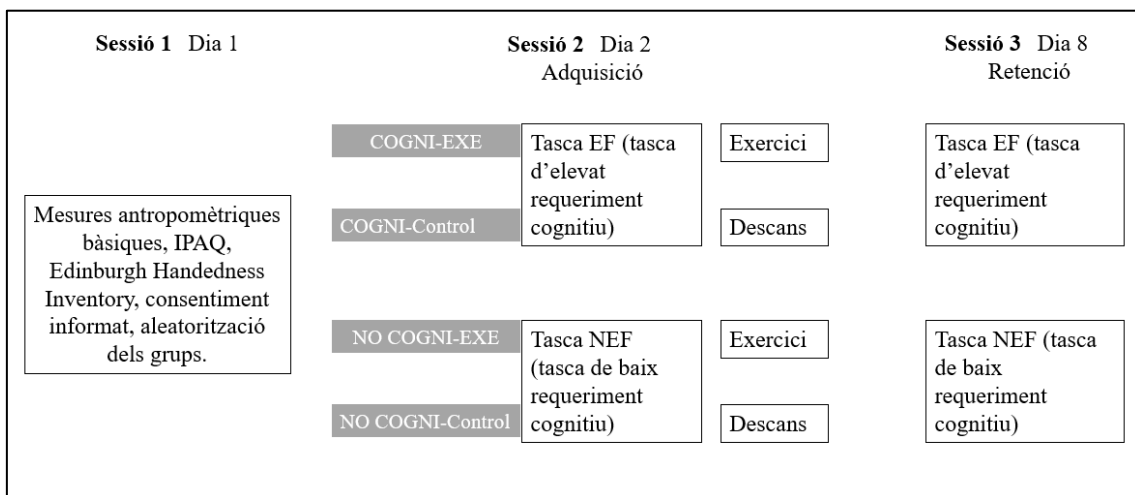 Sessió 1 Dia 1
Sessió 2 Dia 2
Adquisició
Sessió 3 Dia 8
Retenció
Mesures antropomètriques
bàsiques, IPAQ,
Edinburgh Handedness
Inventory, consentiment
informat, aleatorització
dels grups.
COGNI-EXE
COGNI-Control
Tasca EF (tasca
d’elevat
requeriment
cognitiu)
Exercici
Descans
Tasca EF (tasca
d’elevat
requeriment
cognitiu)
NO COGNI-EXE
NO COGNI-Control
Tasca NEF
(tasca de baix
requeriment
cognitiu)
Exercici
Descans
Tasca NEF (tasca
de baix
requeriment
cognitiu)